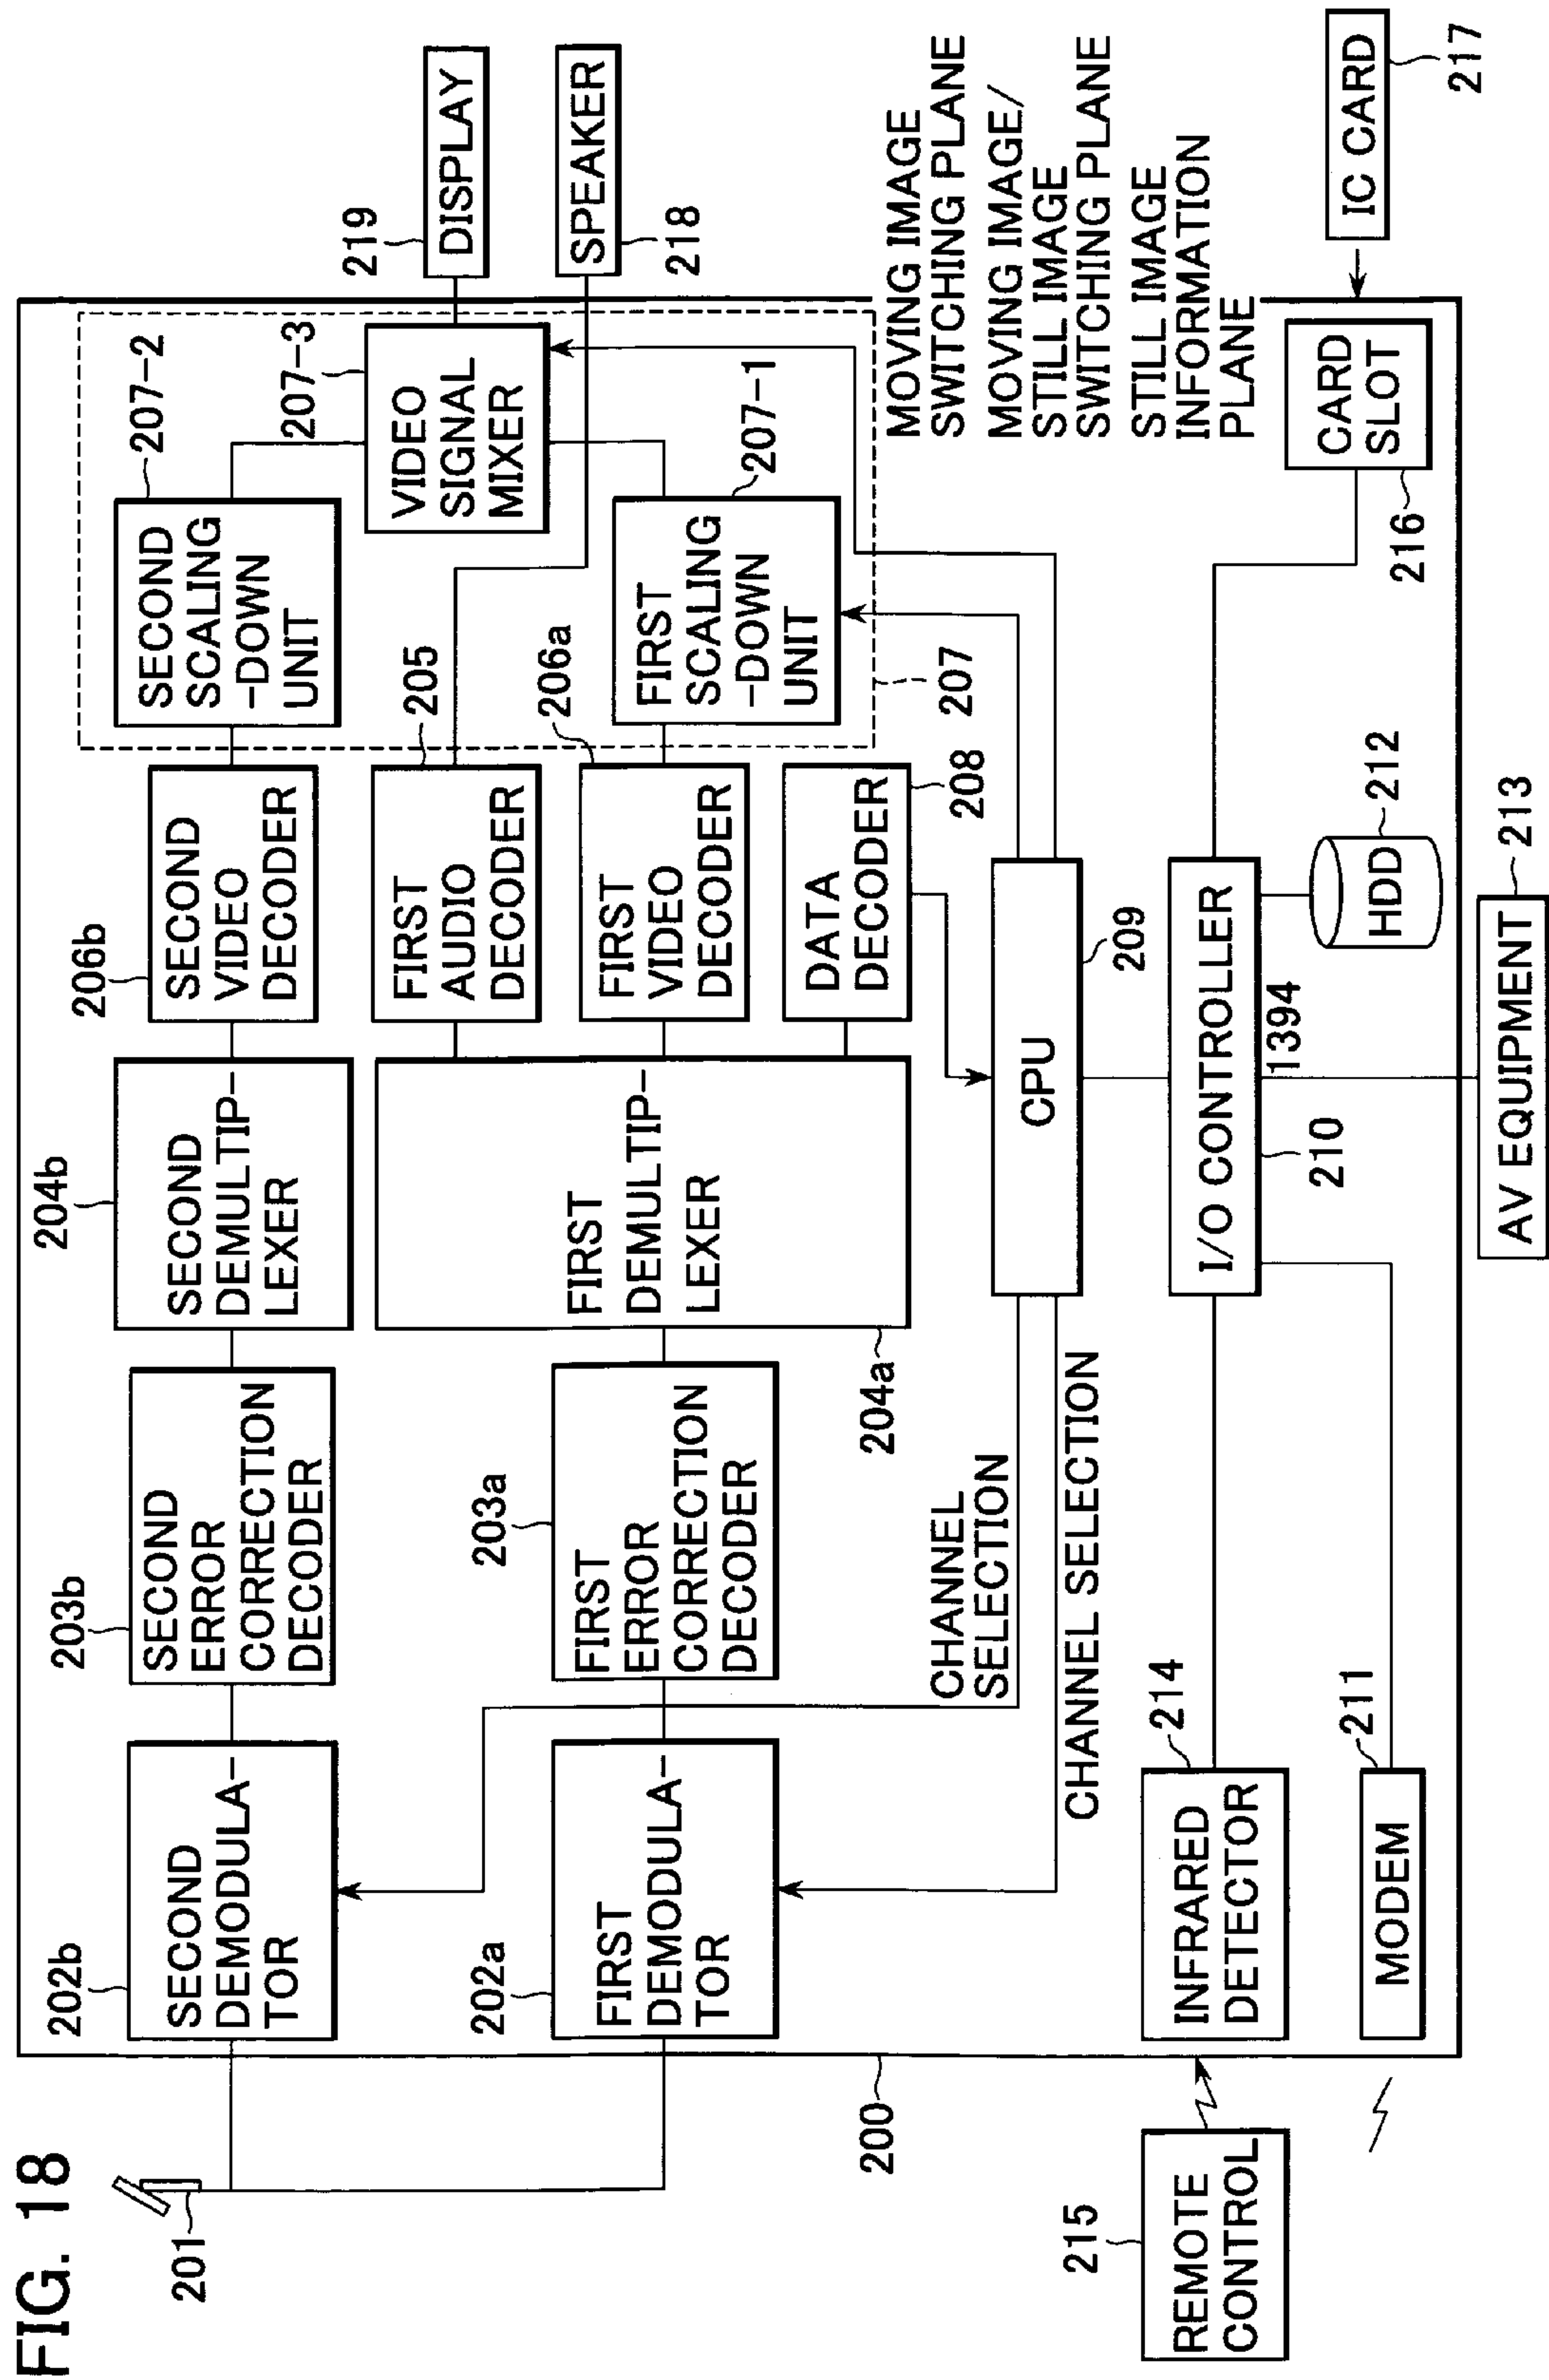 FIG. 18
201
202b
SECOND
DEMODULA-
TOR
203b
SECOND
ERROR
CORRECTION
DECODER
204b
SECOND
DEMULTIP-
LEXER
206b
SECOND
VIDEO
DECODER
207-2
SECOND
SCALING
-DOWN
UNIT
207-3
VIDEO
SIGNAL
MIXER
219
DISPLAY
SPEAKER
218
202a
FIRST
DEMODULA-
TOR
203a
FIRST
ERROR
CORRECTION
DECODER
204a
FIRST
DEMULTIP-
LEXER
205
FIRST
AUDIO
DECODER
206a
FIRST
VIDEO
DECODER
207-1
FIRST
SCALING
-DOWN
UNIT
207
DATA
DECODER
208
200
CHANNEL
SELECTION
CHANNEL SELECTION
CPU
209
MOVING IMAGE
SWITCHING PLANE
MOVING IMAGE/
STILL IMAGE
SWITCHING PLANE
STILL IMAGE
INFORMATION
PLANE
215
REMOTE
CONTROL
214
INFRARED
DETECTOR
211
MODEM
I/O CONTROLLER
210
1394
212
HDD
213
AV EQUIPMENT
CARD
SLOT
216
IC CARD
217